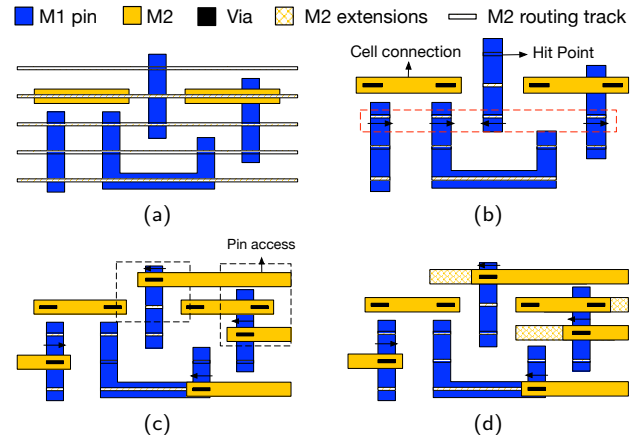 M1 pin M2 Via M2 extensions M2 routing track
Cell connection Hit Point
(a) (b)
Pin access
(c) (d)